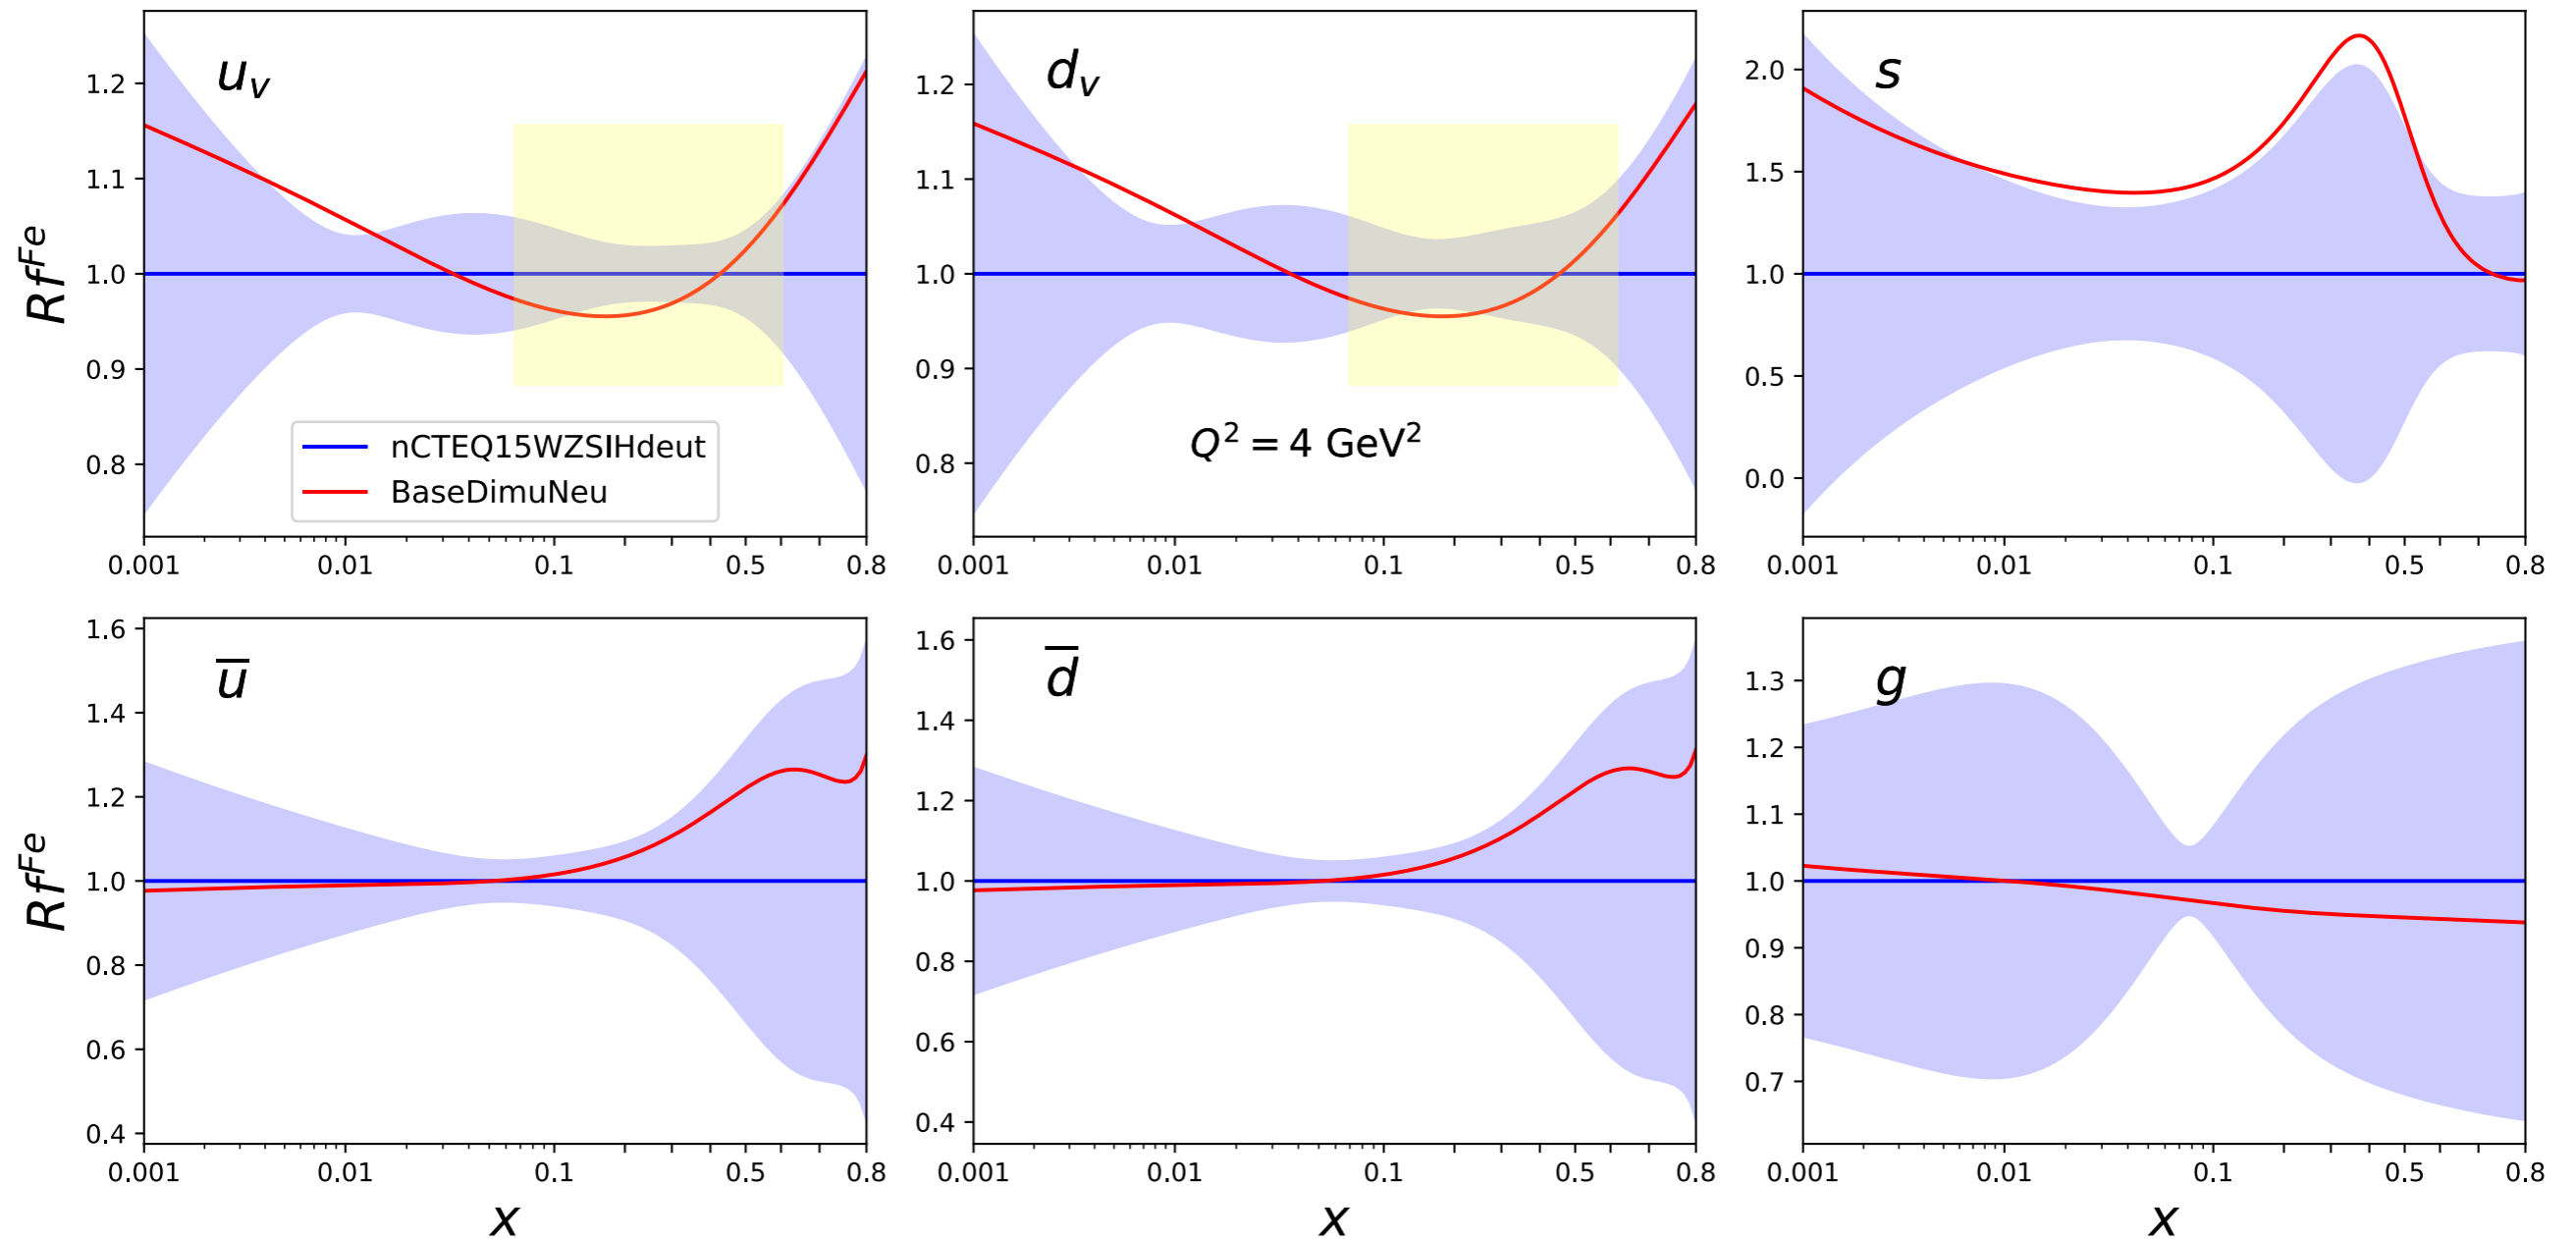 u_v
1.2
1.1
1.0
0.9
0.8
Rf^{Fe}
nCTEQ15WZSIHdeut
BaseDimuNeu
0.001 0.01 0.1 0.5 0.8
d_v
1.2
1.1
1.0
0.9
0.8
Q^2 = 4 GeV^2
0.001 0.01 0.1 0.5 0.8
s
2.0
1.5
1.0
0.5
0.0
0.001 0.01 0.1 0.5 0.8
u̅
1.6
1.4
1.2
1.0
0.8
0.6
0.4
Rf^{Fe}
0.001 0.01 0.1 0.5 0.8
x
d̅
1.6
1.4
1.2
1.0
0.8
0.6
0.4
0.001 0.01 0.1 0.5 0.8
x
g
1.3
1.2
1.1
1.0
0.9
0.8
0.7
0.001 0.01 0.1 0.5 0.8
x